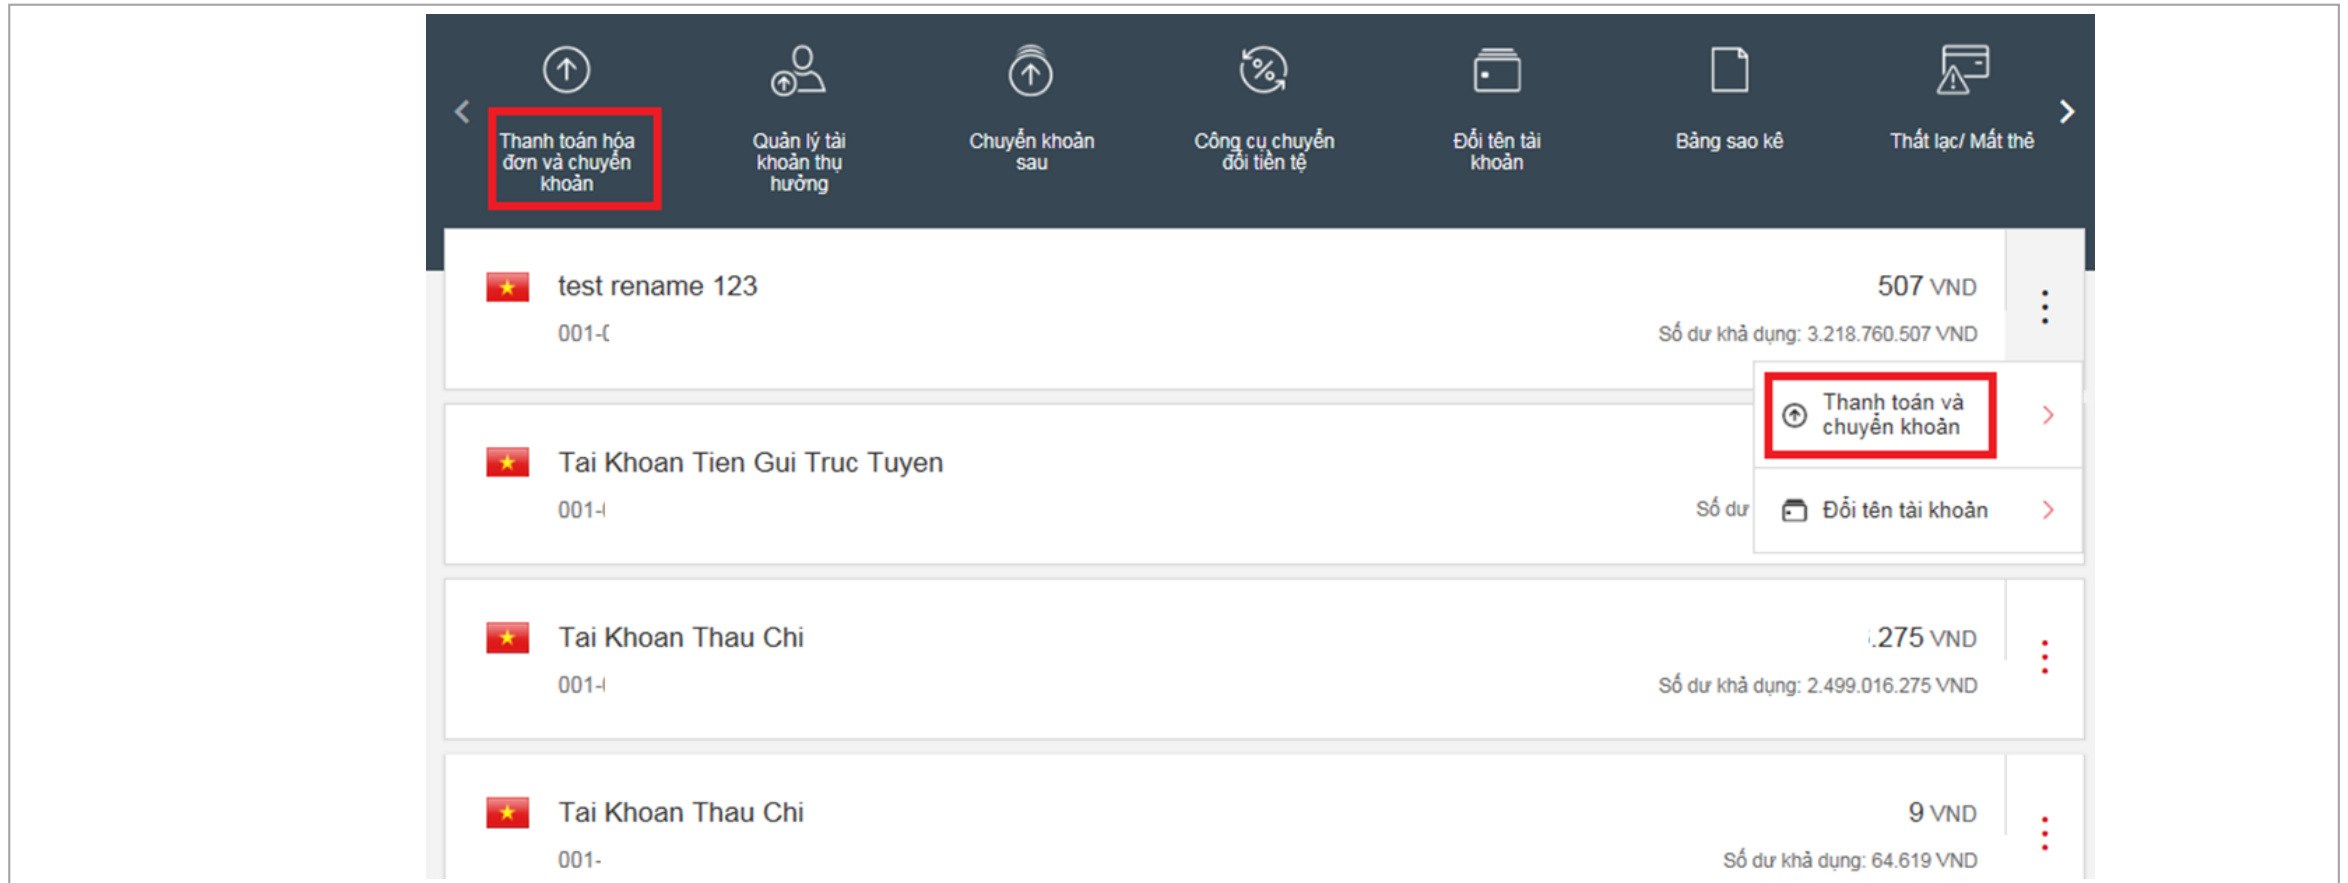 Thanh toán hóa
đơn và chuyển
khoản
Quản lý tài
khoản thụ
hưởng
Chuyển khoản
sau
Công cụ chuyển
đổi tiền tệ
Đổi tên tài
khoản
Bảng sao kê
Thất lạc/ Mất thẻ
test rename 123
507 VND
001-
Số dư khả dụng: 3.218.760.507 VND
Thanh toán và
chuyển khoản
Tai Khoan Tien Gui Truc Tuyen
001-
Số dư
Đổi tên tài khoản
Tai Khoan Thau Chi
.275 VND
001-
Số dư khả dụng: 2.499.016.275 VND
Tai Khoan Thau Chi
9 VND
001-
Số dư khả dụng: 64.619 VND